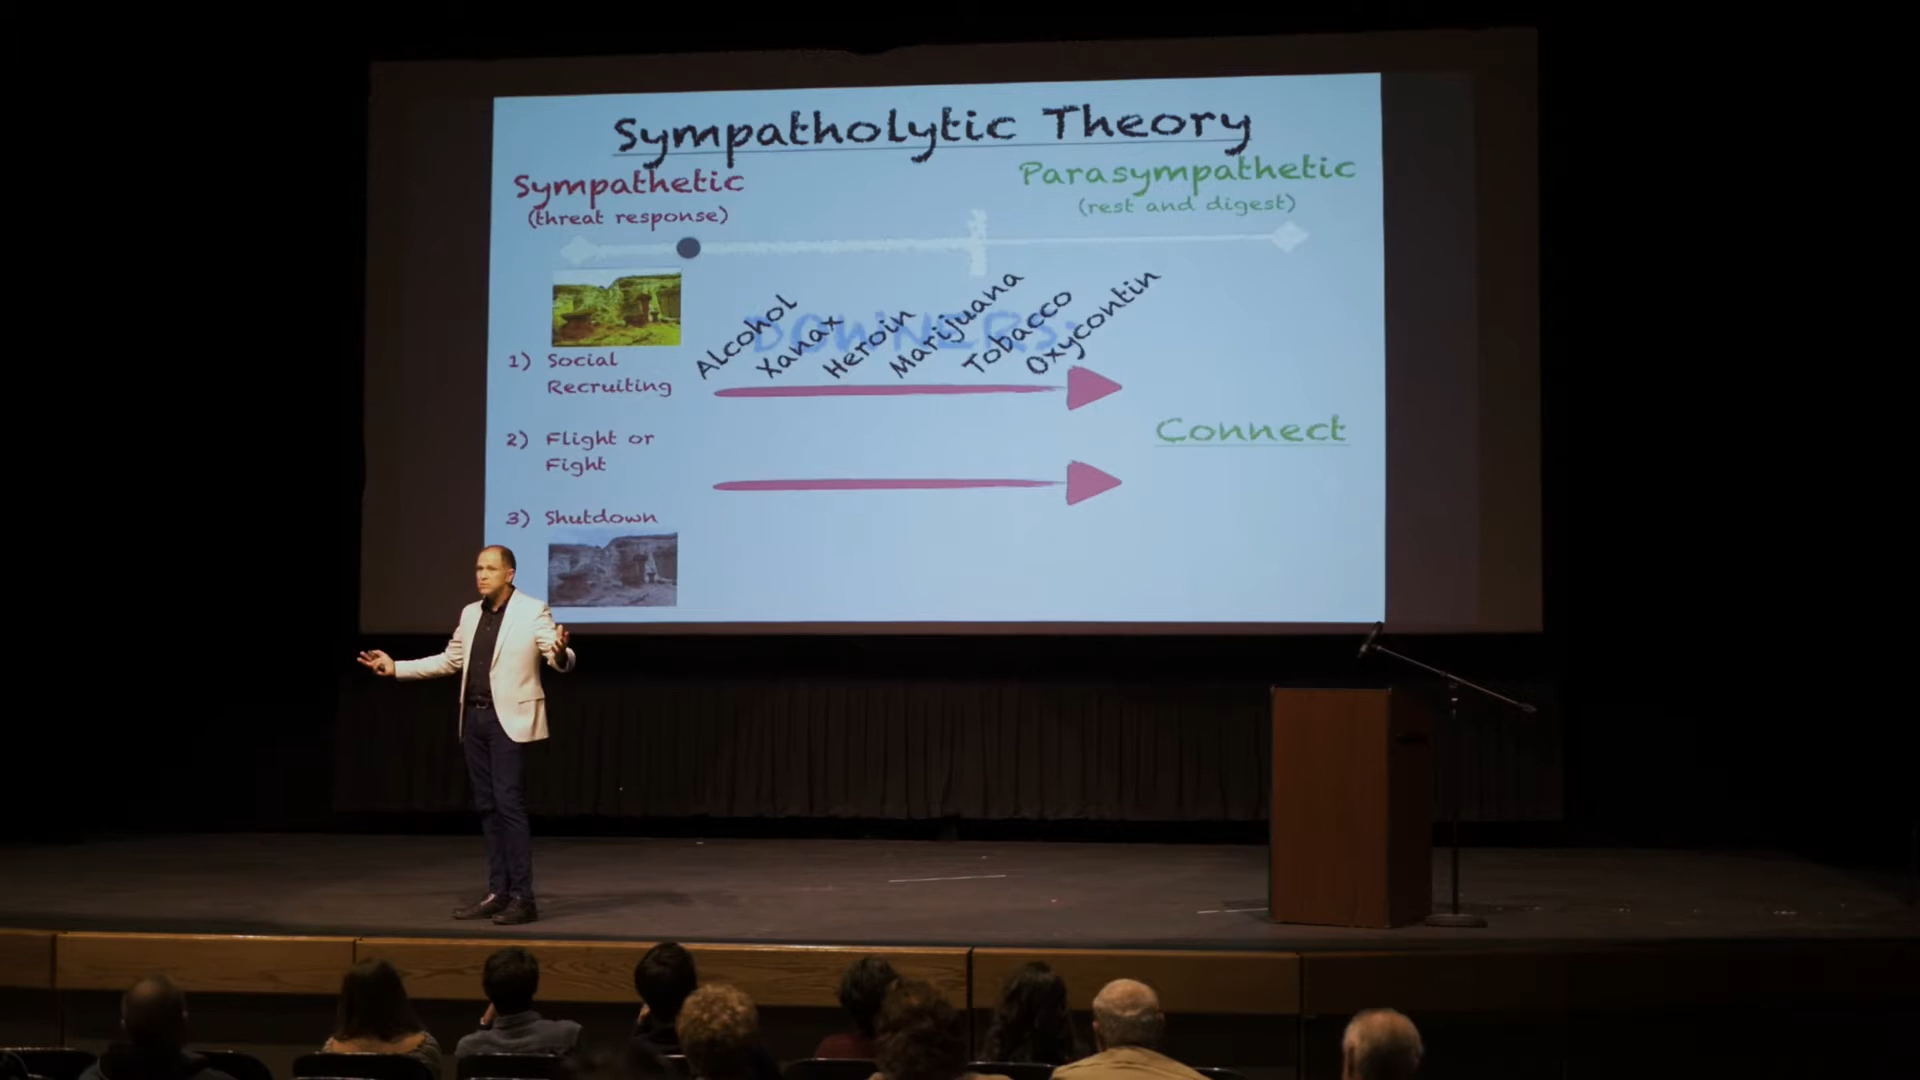 Sympatholytic Theory
Sympathetic
(threat response)
Parasympathetic
(rest and digest)
DOWNERS:
Alcohol
Xanax
Heroin
Marijuana
Tobacco
Oxycontin
1) Social
Recruiting
2) Flight or
Fight
3) Shutdown
Connect